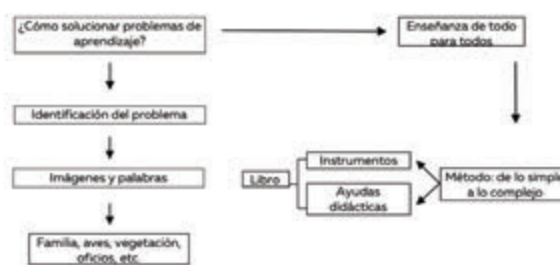 ¿Cómo solucionar problemas de
aprendizaje?
Enseñanza de todo
para todos
Identificación del problema
Imágenes y palabras
Familia, aves, vegetación,
oficios, etc.
Libro
Instrumentos
Ayudas
didácticas
Método: de lo simple
a lo complejo